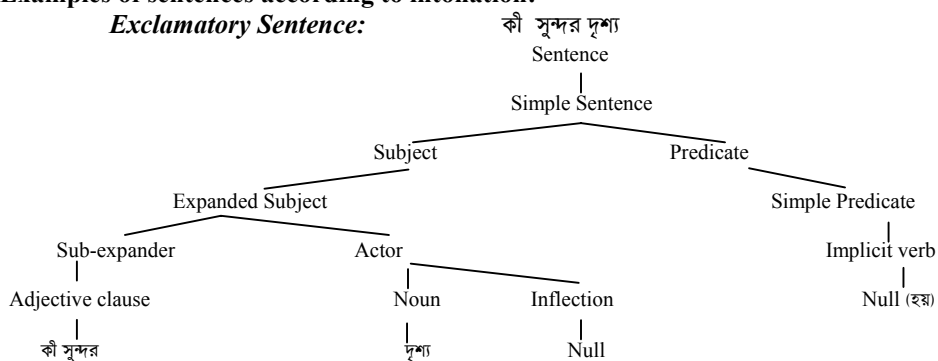 Examples of sentences according to intonation:
Exclamatory Sentence: কী সুন্দর দৃশ্য
Sentence
Simple Sentence
Subject Predicate
Expanded Subject Simple Predicate
Sub-expander Actor Implicit verb
Adjective clause Noun Inflection Null (হয়)
কী সুন্দর দৃশ্য Null